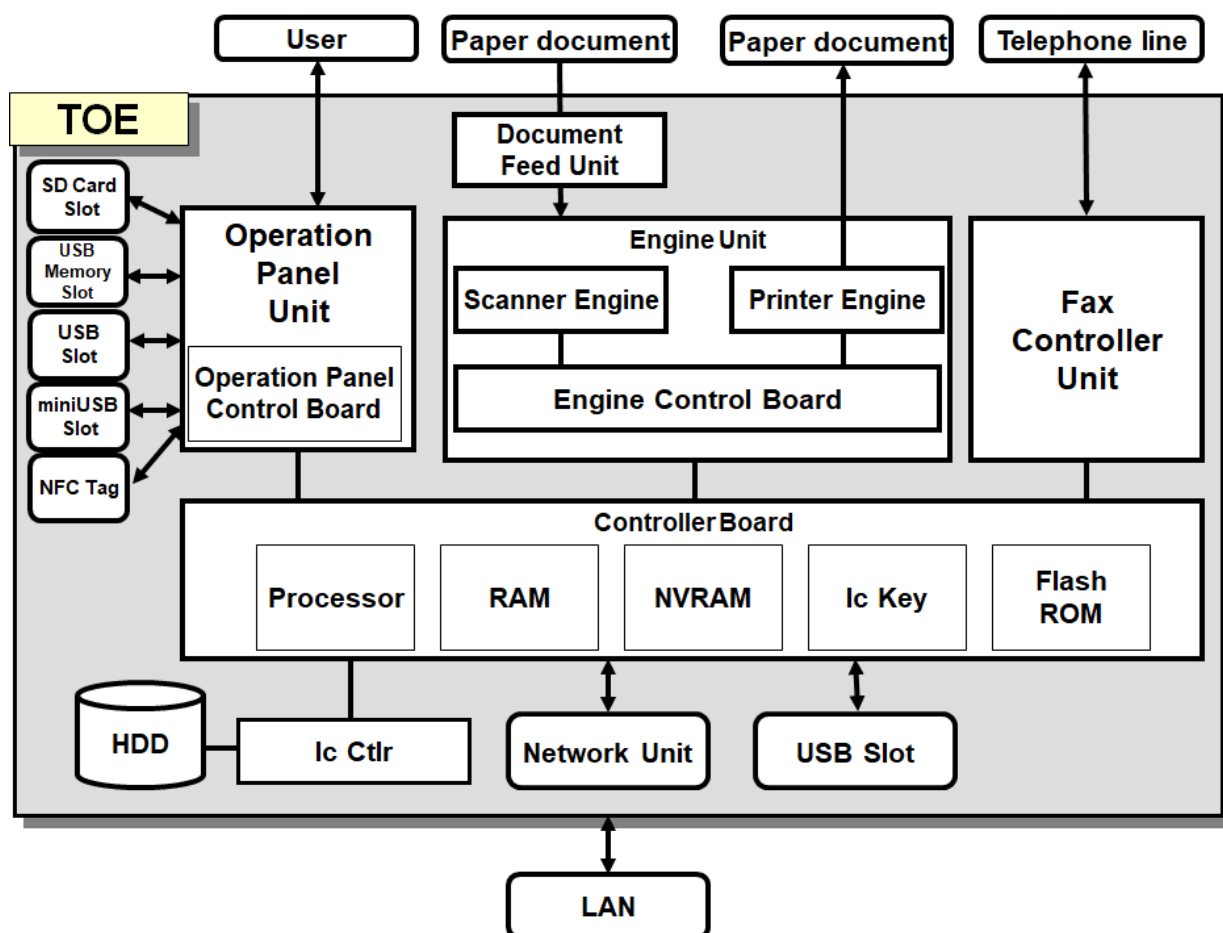 User
Paper document
Paper document
Telephone line
TOE
Document
Feed Unit
SD Card
Slot
USB
Memory
Slot
USB
Slot
miniUSB
Slot
NFC Tag
Operation
Panel
Unit
Operation Panel
Control Board
Engine Unit
Scanner Engine
Printer Engine
Engine Control Board
Fax
Controller
Unit
Controller Board
Processor
RAM
NVRAM
Ic Key
Flash
ROM
HDD
Ic Ctlr
Network Unit
USB Slot
LAN